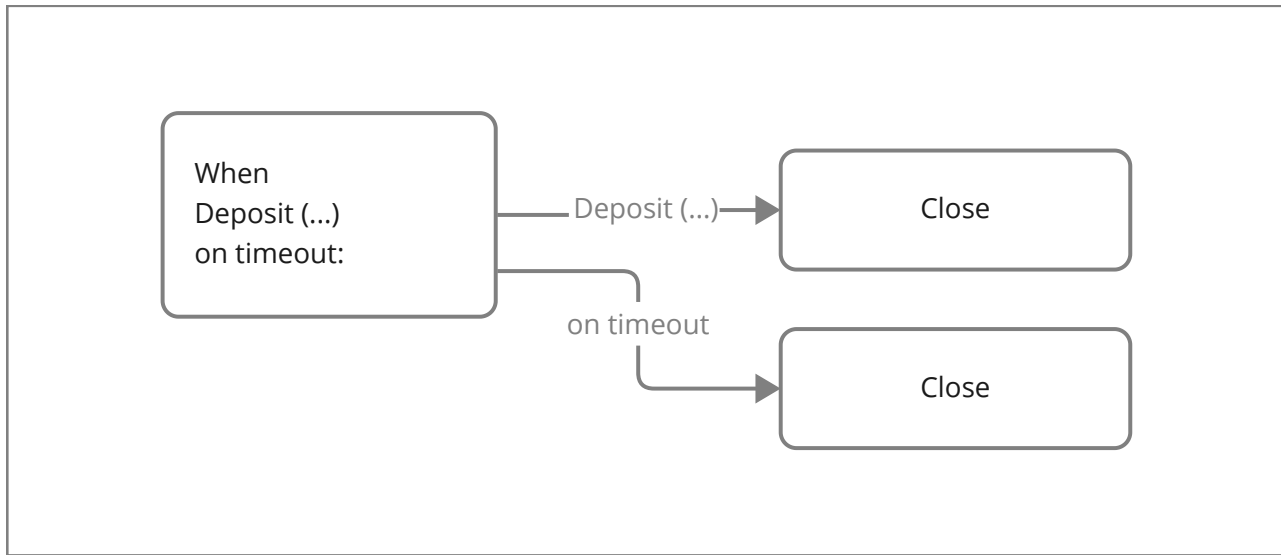 When
Deposit (...)
on timeout:
Deposit (...)
Close
on timeout
Close